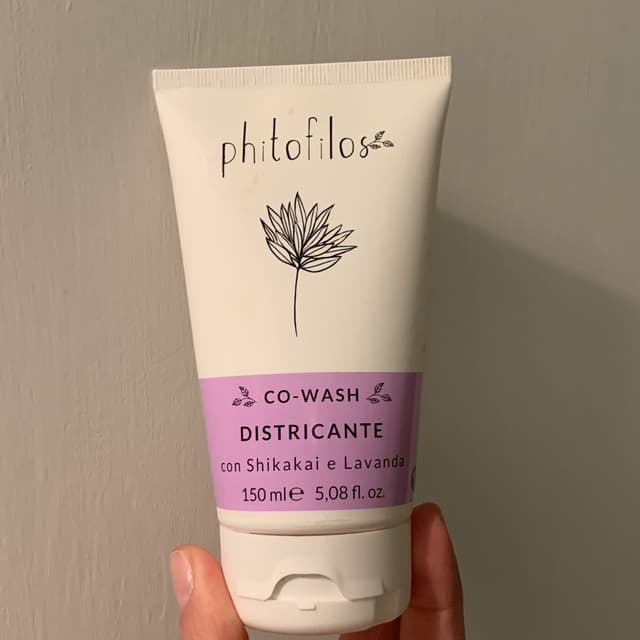 phitofilos
CO-WASH
DISTRICANTE
con Shikakai e Lavanda
150 ml ℮ 5,08 fl. oz.